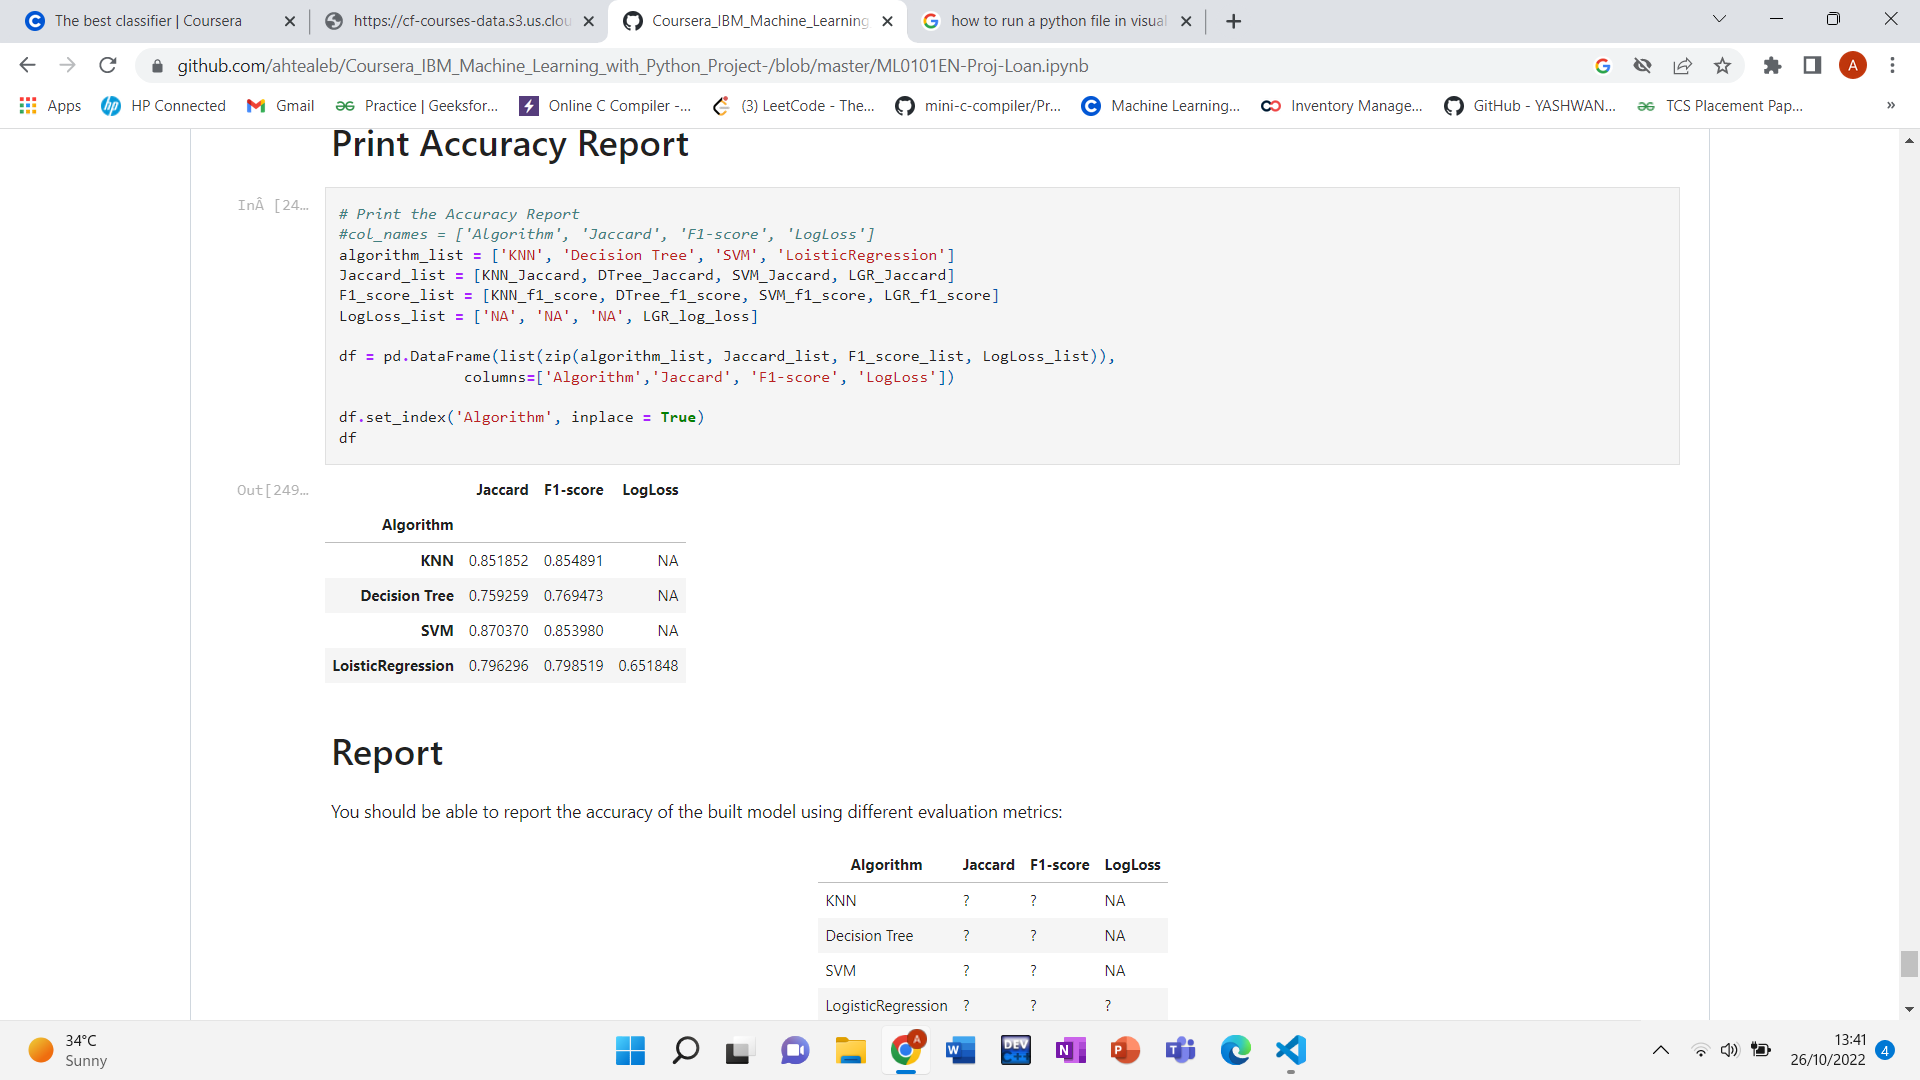 The best classifier | Coursera
https://cf-courses-data.s3.us.clou
Coursera_IBM_Machine_Learning
how to run a python file in visual
github.com/ahtealeb/Coursera_IBM_Machine_Learning_with_Python_Project-/blob/master/ML0101EN-Proj-Loan.ipynb
A
Apps
HP Connected
Gmail
Practice | Geeksfor...
Online C Compiler -...
(3) LeetCode - The...
mini-c-compiler/Pr...
Machine Learning...
Inventory Manage...
GitHub - YASHWAN...
TCS Placement Pap...
»
Print Accuracy Report
InÂ [24…
# Print the Accuracy Report
#col_names = ['Algorithm', 'Jaccard', 'F1-score', 'LogLoss']
algorithm_list = ['KNN', 'Decision Tree', 'SVM', 'LoisticRegression']
Jaccard_list = [KNN_Jaccard, DTree_Jaccard, SVM_Jaccard, LGR_Jaccard]
F1_score_list = [KNN_f1_score, DTree_f1_score, SVM_f1_score, LGR_f1_score]
LogLoss_list = ['NA', 'NA', 'NA', LGR_log_loss]
df = pd.DataFrame(list(zip(algorithm_list, Jaccard_list, F1_score_list, LogLoss_list)),
columns=['Algorithm','Jaccard', 'F1-score', 'LogLoss'])
df.set_index('Algorithm', inplace = True)
df
Out[249…
Jaccard F1-score LogLoss
Algorithm
KNN 0.851852 0.854891 NA
Decision Tree 0.759259 0.769473 NA
SVM 0.870370 0.853980 NA
LoisticRegression 0.796296 0.798519 0.651848
Report
You should be able to report the accuracy of the built model using different evaluation metrics:
Algorithm Jaccard F1-score LogLoss
KNN ? ? NA
Decision Tree ? ? NA
SVM ? ? NA
LogisticRegression ? ? ?
34°C
Sunny
13:41
26/10/2022
4